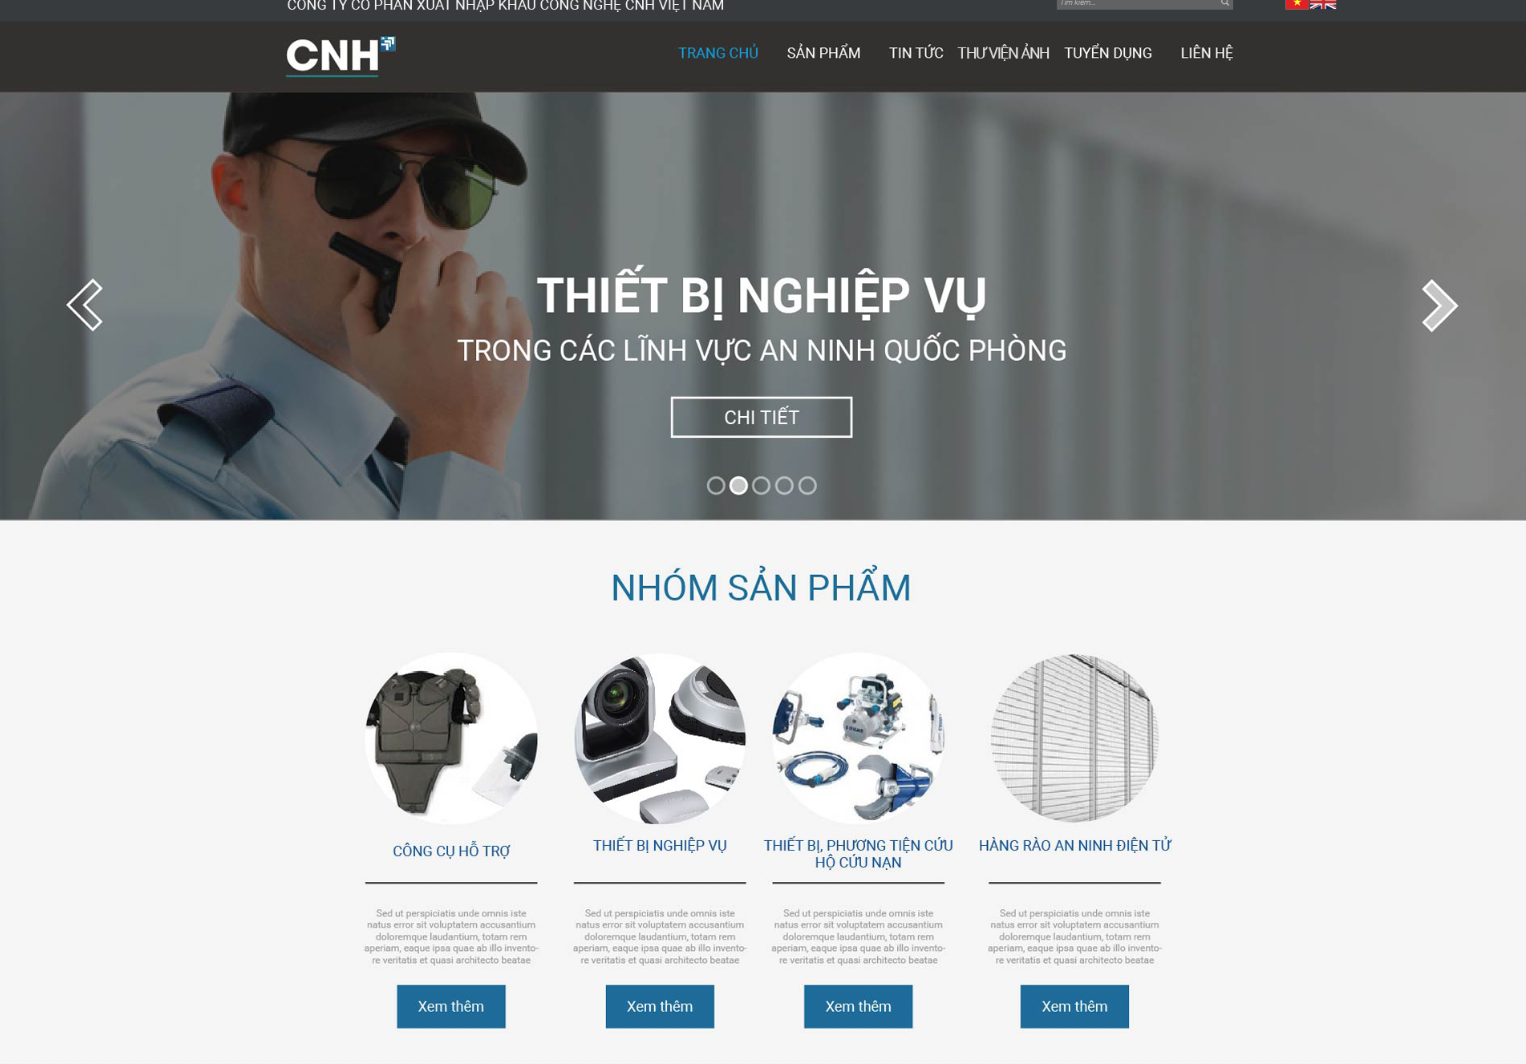 CÔNG TY CỔ PHẦN XUẤT NHẬP KHẨU CÔNG NGHỆ CNH VIỆT NAM
Tìm kiếm...
CNH
TRANG CHỦ SẢN PHẨM TIN TỨC THƯ VIỆN ẢNH TUYỂN DỤNG LIÊN HỆ
THIẾT BỊ NGHIỆP VỤ
TRONG CÁC LĨNH VỰC AN NINH QUỐC PHÒNG
CHI TIẾT
NHÓM SẢN PHẨM
CÔNG CỤ HỖ TRỢ
Sed ut perspiciatis unde omnis iste
natus error sit voluptatem accusantium
doloremque laudantium, totam rem
aperiam, eaque ipsa quae ab illo invento-
re veritatis et quasi architecto beatae
Xem thêm
THIẾT BỊ NGHIỆP VỤ
Sed ut perspiciatis unde omnis iste
natus error sit voluptatem accusantium
doloremque laudantium, totam rem
aperiam, eaque ipsa quae ab illo invento-
re veritatis et quasi architecto beatae
Xem thêm
THIẾT BỊ, PHƯƠNG TIỆN CỨU
HỘ CỨU NẠN
Sed ut perspiciatis unde omnis iste
natus error sit voluptatem accusantium
doloremque laudantium, totam rem
aperiam, eaque ipsa quae ab illo invento-
re veritatis et quasi architecto beatae
Xem thêm
HÀNG RÀO AN NINH ĐIỆN TỬ
Sed ut perspiciatis unde omnis iste
natus error sit voluptatem accusantium
doloremque laudantium, totam rem
aperiam, eaque ipsa quae ab illo invento-
re veritatis et quasi architecto beatae
Xem thêm